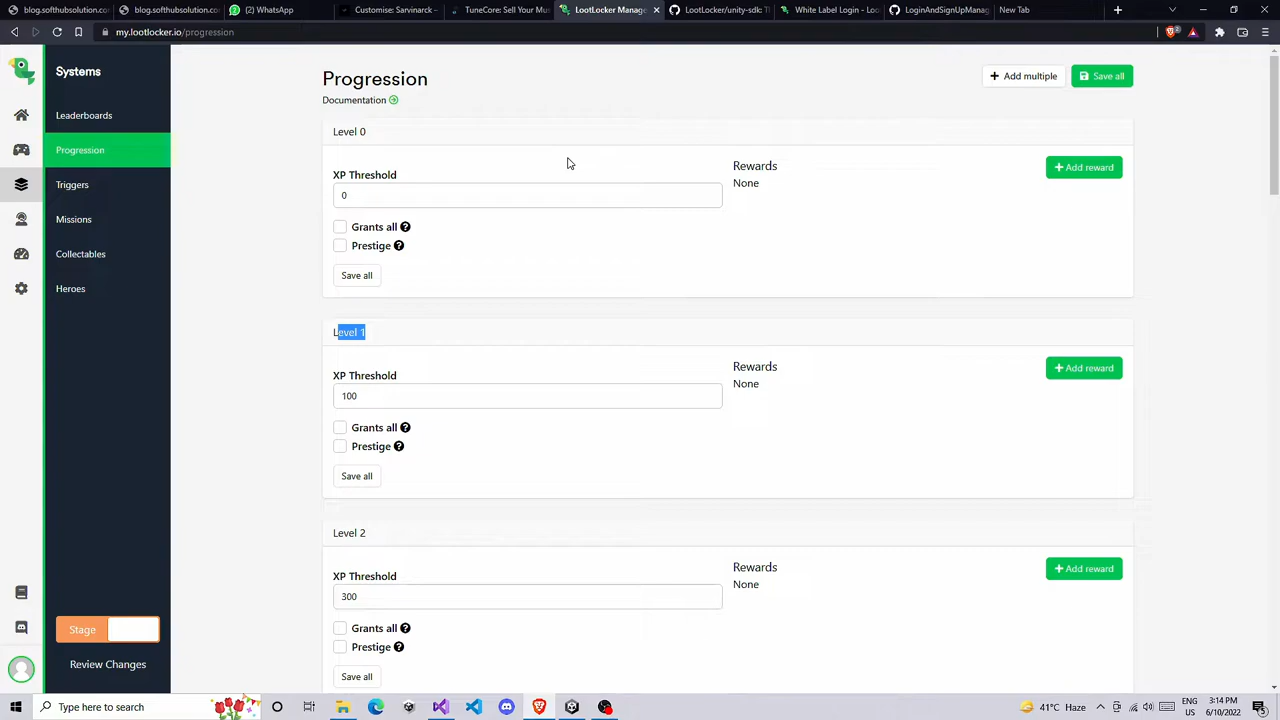 blog.softhubsolution.con
blog.softhubsolution.con
(2) WhatsApp
Customise: Sarvinarck -
TuneCore: Sell Your Mus
LootLocker Manage
LootLocker/unity-sdk: Th
White Label Login - Loo
LoginAndSignUpManag
New Tab
my.lootlocker.io/progression
Systems
Leaderboards
Progression
Triggers
Missions
Collectables
Heroes
Stage
Review Changes
Progression
Documentation
Add multiple
Save all
Level 0
XP Threshold
0
Grants all
Prestige
Save all
Rewards
None
Add reward
Level 1
XP Threshold
100
Grants all
Prestige
Save all
Rewards
None
Add reward
Level 2
XP Threshold
300
Grants all
Prestige
Save all
Rewards
None
Add reward
Type here to search
41°C Haze
ENG
US
3:14 PM
6/10/2022